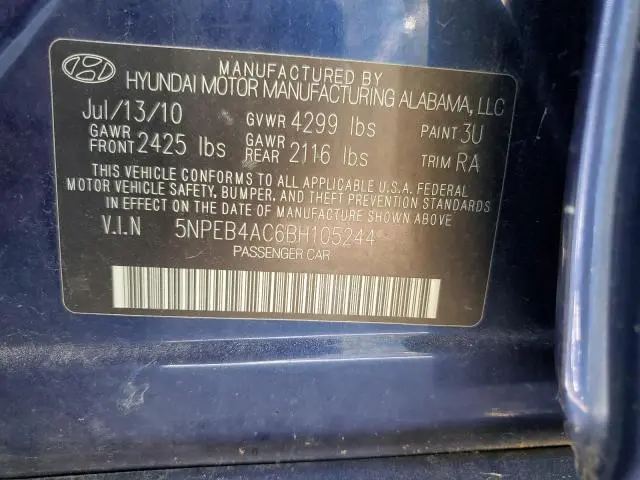 MANUFACTURED BY
HYUNDAI MOTOR MANUFACTURING ALABAMA, LLC
Jul/13/10 GVWR 4299 lbs PAINT 3U
GAWR FRONT 2425 lbs GAWR REAR 2116 lbs TRIM RA
THIS VEHICLE CONFORMS TO ALL APPLICABLE U.S.A. FEDERAL
MOTOR VEHICLE SAFETY, BUMPER, AND THEFT PREVENTION STANDARDS
IN EFFECT ON THE DATE OF MANUFACTURE SHOWN ABOVE.
V.I.N 5NPEB4AC6BH105244
PASSENGER CAR